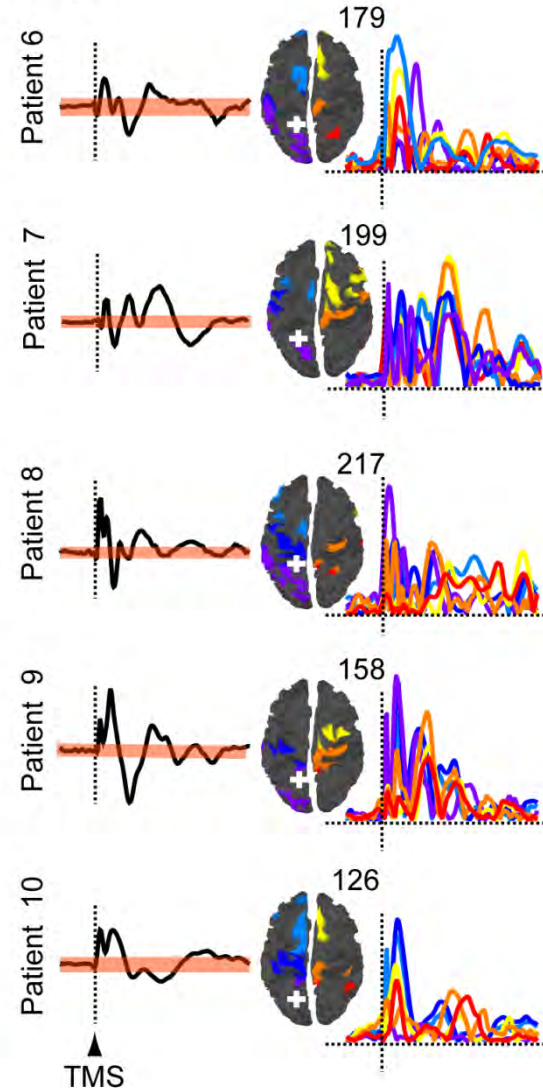 Patient 6
179
Patient 7
199
Patient 8
217
Patient 9
158
Patient 10
126
TMS